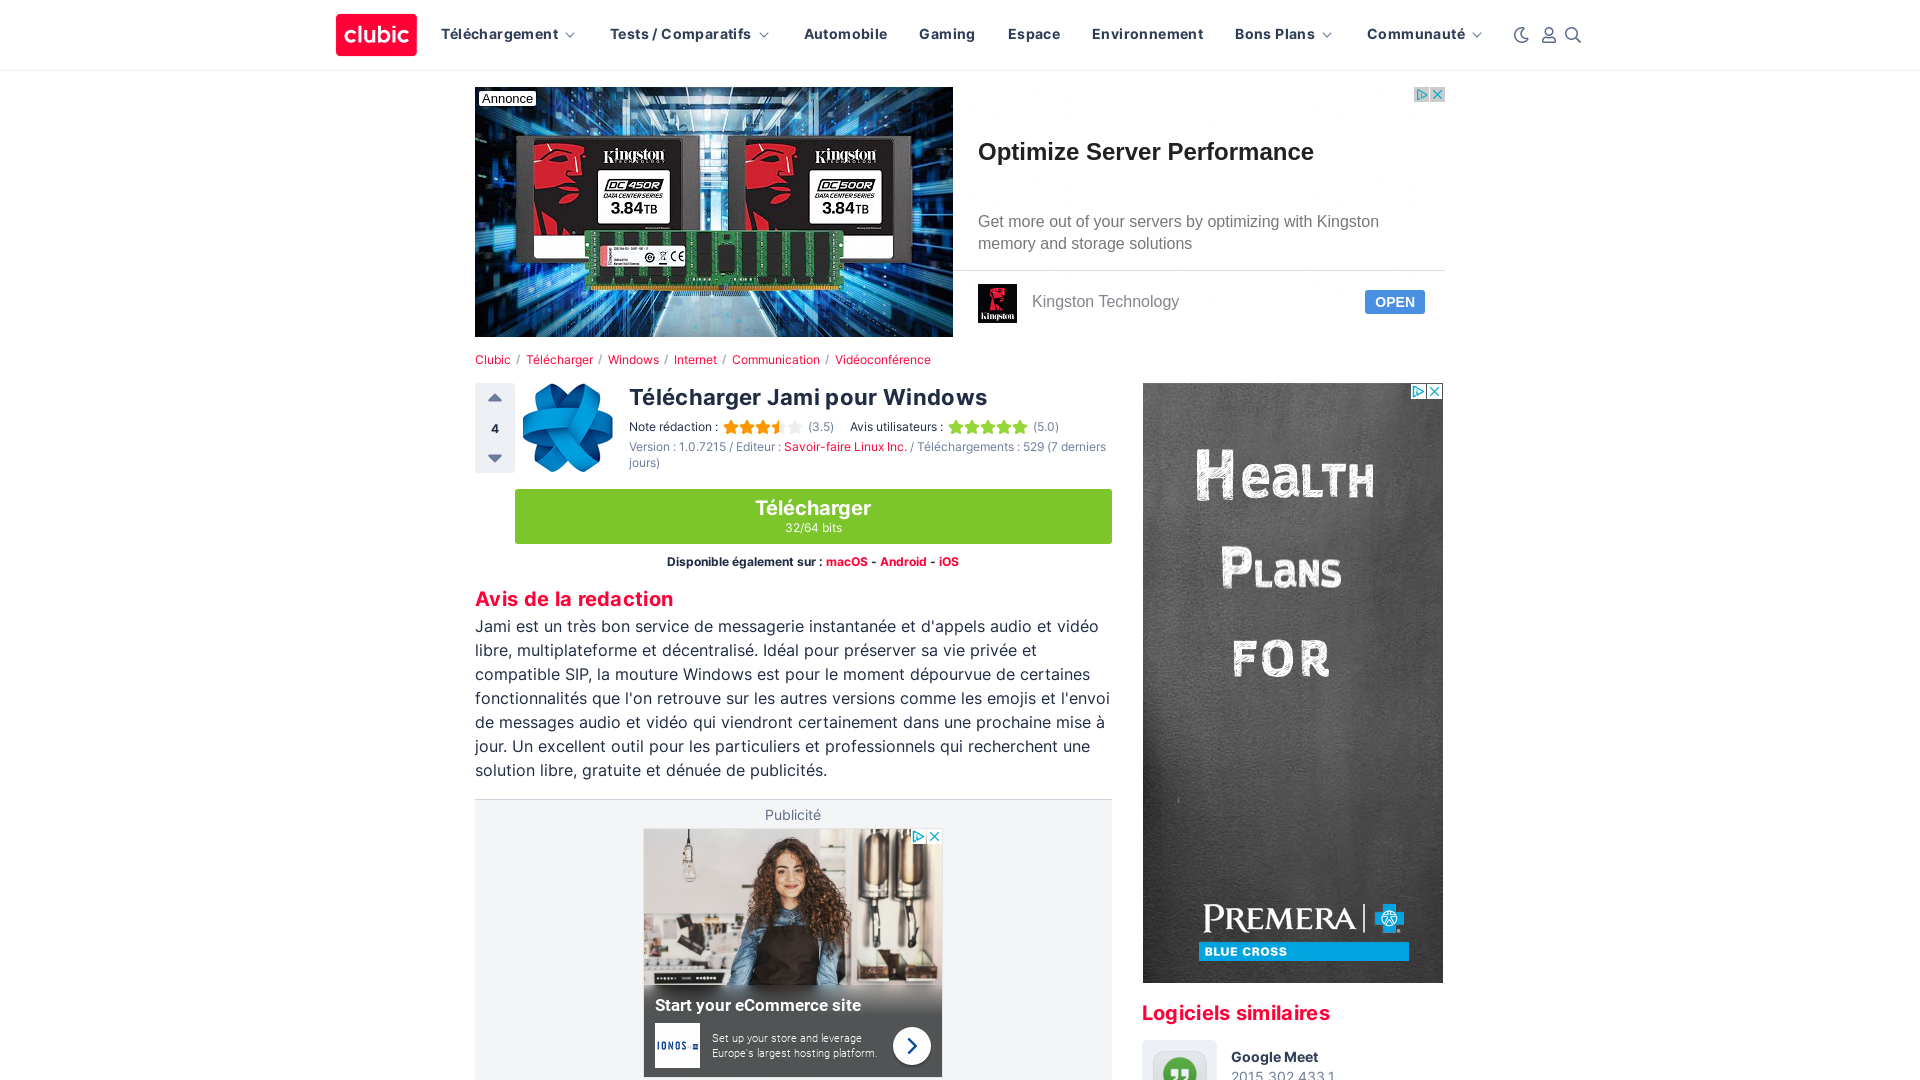 clubic
Téléchargement
Tests / Comparatifs
Automobile
Gaming
Espace
Environnement
Bons Plans
Communauté
Annonce
Kingston
TECHNOLOGY
DC450R
DATA CENTER SERIES
3.84TB
Kingston
TECHNOLOGY
DC500R
DATA CENTER SERIES
3.84TB
Optimize Server Performance
Get more out of your servers by optimizing with Kingston
memory and storage solutions
Kingston
Kingston Technology
OPEN
Clubic / Télécharger / Windows / Internet / Communication / Vidéoconférence
4
Télécharger Jami pour Windows
Note rédaction : (3.5) Avis utilisateurs : (5.0)
Version : 1.0.7215 / Editeur : Savoir-faire Linux Inc. / Téléchargements : 529 (7 derniers
jours)
Télécharger
32/64 bits
Disponible également sur : macOS - Android - iOS
Avis de la redaction
Jami est un très bon service de messagerie instantanée et d'appels audio et vidéo
libre, multiplateforme et décentralisé. Idéal pour préserver sa vie privée et
compatible SIP, la mouture Windows est pour le moment dépourvue de certaines
fonctionnalités que l'on retrouve sur les autres versions comme les emojis et l'envoi
de messages audio et vidéo qui viendront certainement dans une prochaine mise à
jour. Un excellent outil pour les particuliers et professionnels qui recherchent une
solution libre, gratuite et dénuée de publicités.
Publicité
Start your eCommerce site
IONOS
Set up your store and leverage
Europe's largest hosting platform.
Health
Plans
for
PREMERA
BLUE CROSS
Logiciels similaires
Google Meet
2015.302.433.1